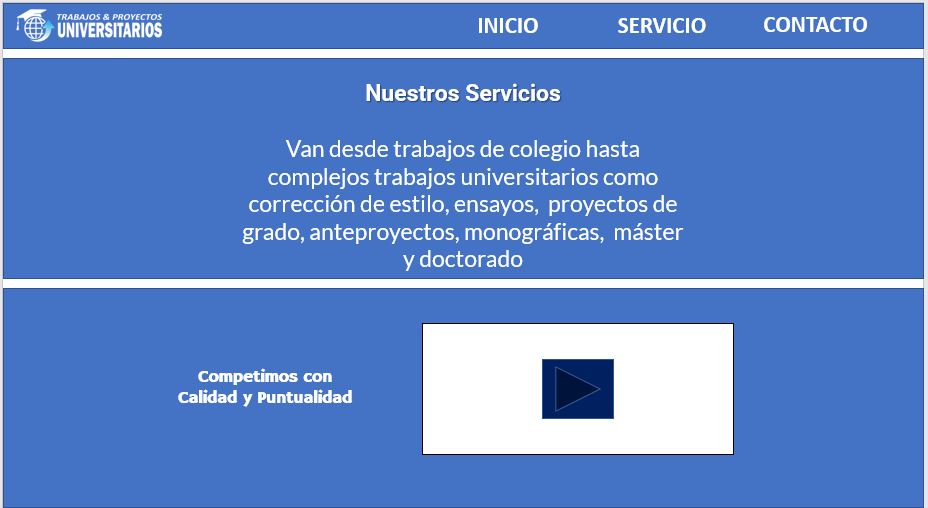 TRABAJOS & PROYECTOS
UNIVERSITARIOS
INICIO
SERVICIO
CONTACTO
Nuestros Servicios
Van desde trabajos de colegio hasta
complejos trabajos universitarios como
corrección de estilo, ensayos, proyectos de
grado, anteproyectos, monográficas, máster
y doctorado
Competimos con
Calidad y Puntualidad